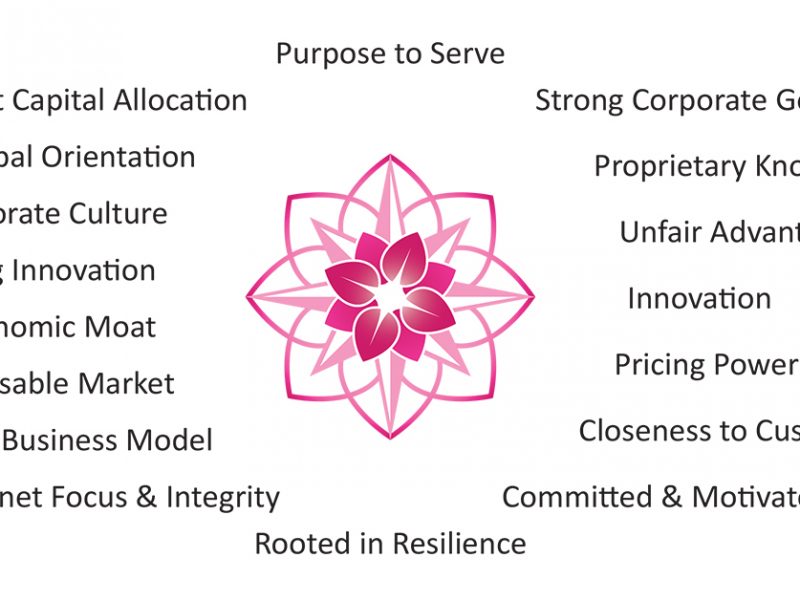 Purpose to Serve
t Capital Allocation
bal Orientation
orate Culture
g Innovation
nomic Moat
sable Market
Business Model
net Focus & Integrity
Strong Corporate Go
Proprietary Kno
Unfair Advant
Innovation
Pricing Power
Closeness to Cus
Committed & Motivate
Rooted in Resilience